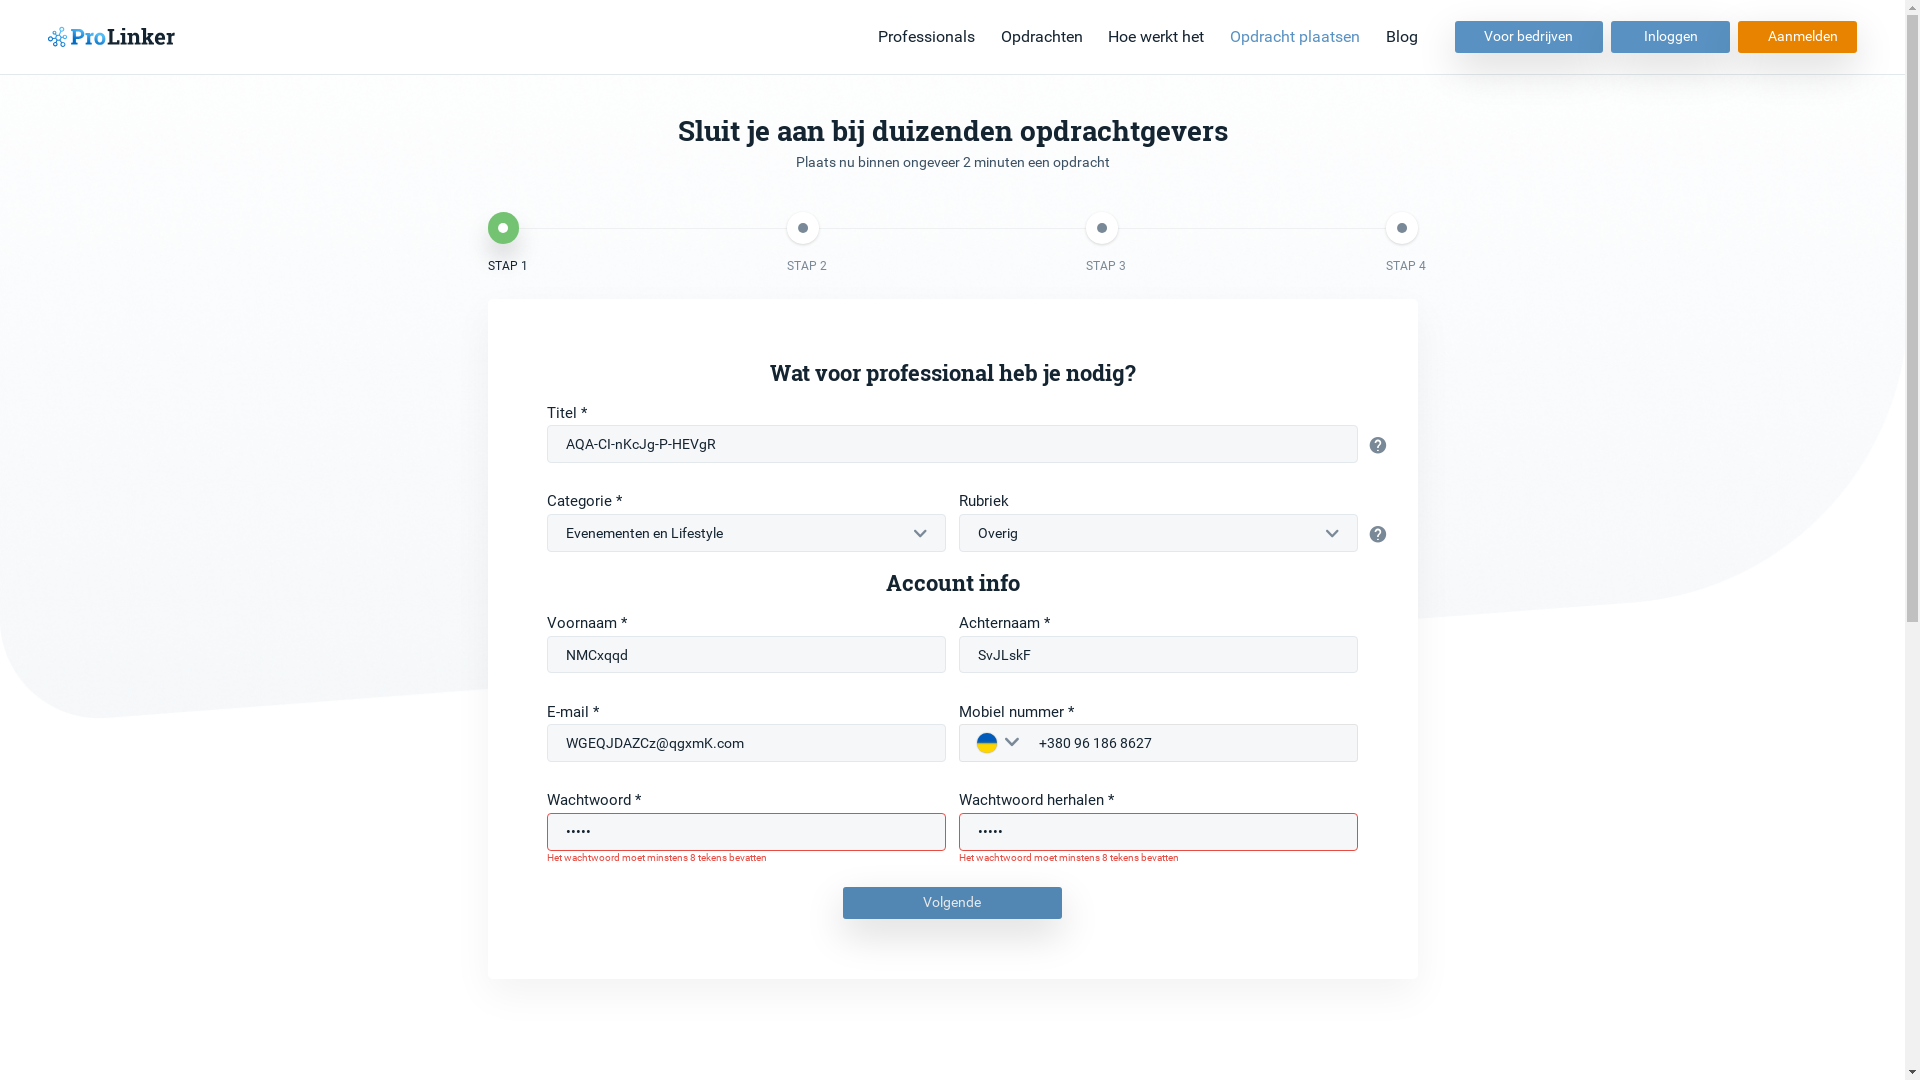 ProLinker
Professionals Opdrachten Hoe werkt het Opdracht plaatsen Blog Voor bedrijven Inloggen Aanmelden
Sluit je aan bij duizenden opdrachtgevers
Plaats nu binnen ongeveer 2 minuten een opdracht
STAP 1 STAP 2 STAP 3 STAP 4
Wat voor professional heb je nodig?
Titel *
AQA-CI-nKcJg-P-HEVgR
Categorie * Rubriek
Evenementen en Lifestyle Overig
Account info
Voornaam * Achternaam *
NMCxqqd SvJLskF
E-mail * Mobiel nummer *
WGEQJDAZCz@qgxmK.com +380 96 186 8627
Wachtwoord * Wachtwoord herhalen *
••••• •••••
Het wachtwoord moet minstens 8 tekens bevatten Het wachtwoord moet minstens 8 tekens bevatten
Volgende